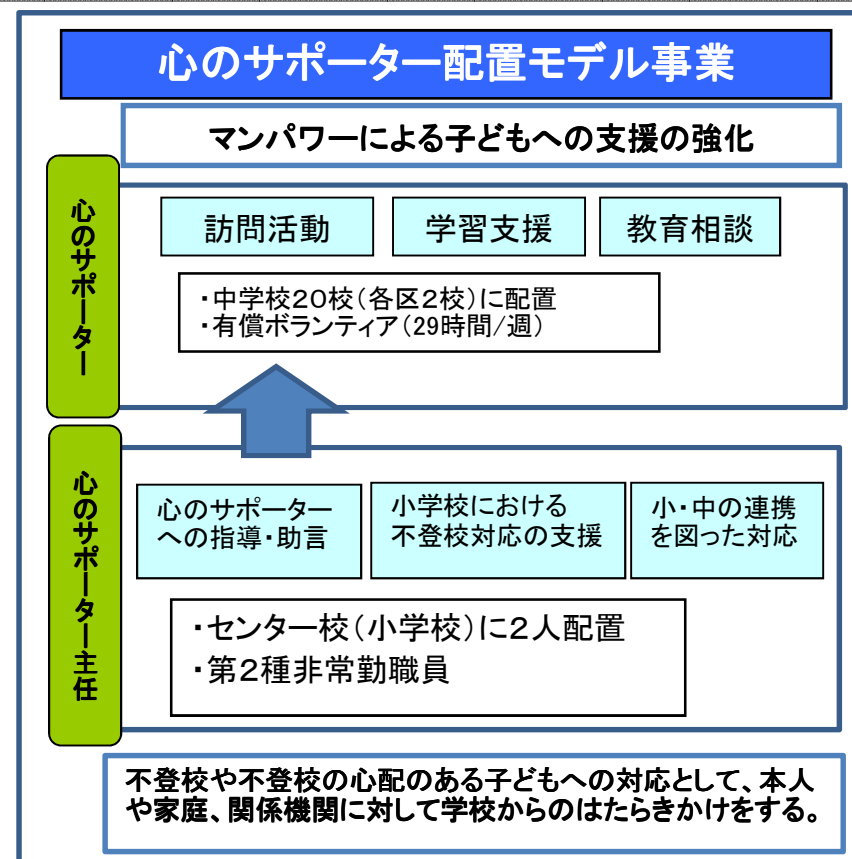 心のサポーター配置モデル事業
マンパワーによる子どもへの支援の強化
心のサポーター
訪問活動
学習支援
教育相談
・中学校20校（各区2校）に配置
・有償ボランティア（29時間/週）
心のサポーター主任
心のサポーター
への指導・助言
小学校における
不登校対応の支援
小・中の連携
を図った対応
・センター校（小学校）に２人配置
・第２種非常勤職員
不登校や不登校の心配のある子どもへの対応として、本人
や家庭、関係機関に対して学校からのはたらきかけをする。